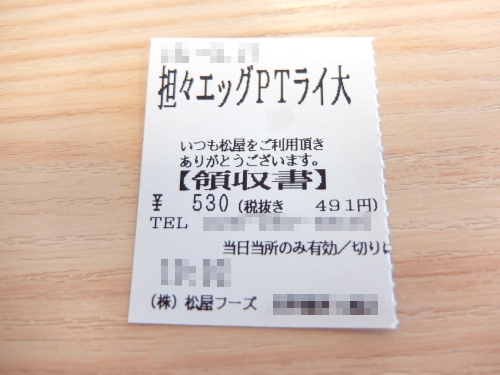 担々エッグPTライ大
いつも松屋をご利用頂き
ありがとうございます。
【領収書】
¥ 530(税抜き 491円)
TEL
当日当所のみ有効／切り
(株)松屋フーズ